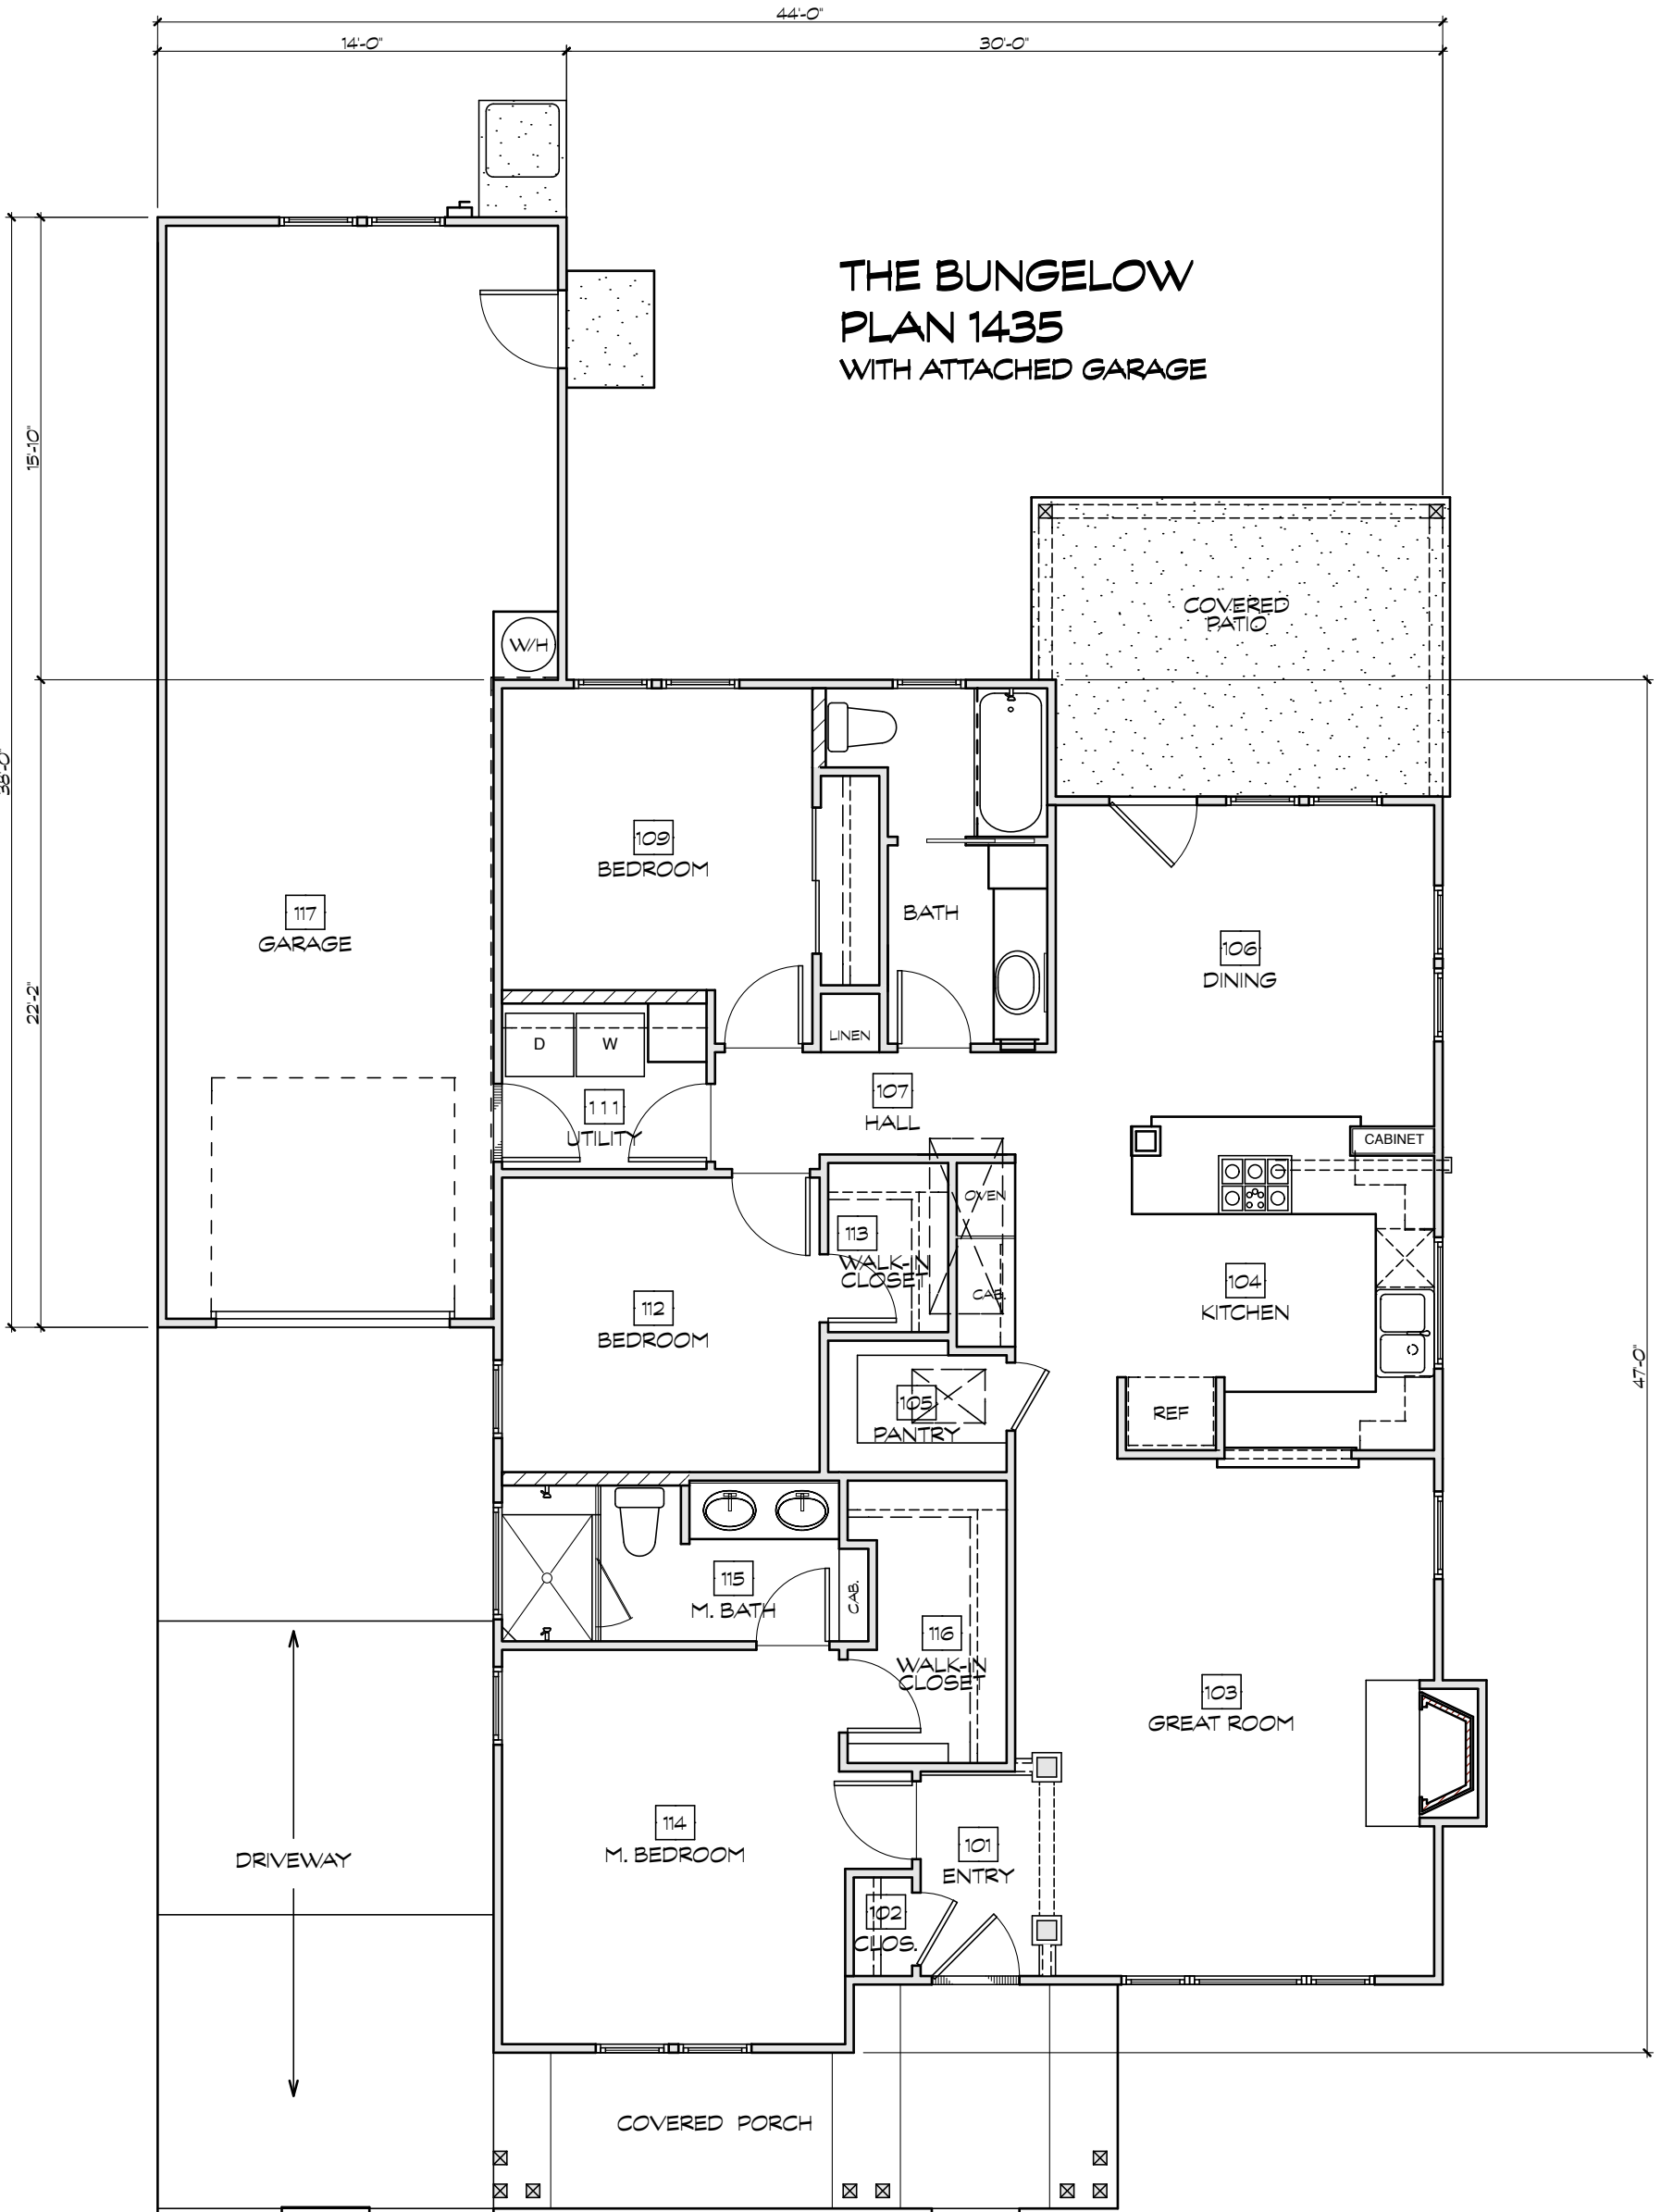 44'-0"
14'-0"
30'-0"
THE BUNGELOW
PLAN 1435
WITH ATTACHED GARAGE
15'-10"
38'-0"
22'-2"
47'-0"
COVERED
PATIO
W/H
109
BEDROOM
BATH
117
GARAGE
106
DINING
LINEN
D
W
111
UTILITY
107
HALL
CABINET
OVEN
113
WALK-IN
CLOSET
CAB.
104
KITCHEN
112
BEDROOM
105
PANTRY
REF
115
M. BATH
CAB.
116
WALK-IN
CLOSET
103
GREAT ROOM
114
M. BEDROOM
101
ENTRY
DRIVEWAY
102
CLOS.
COVERED PORCH